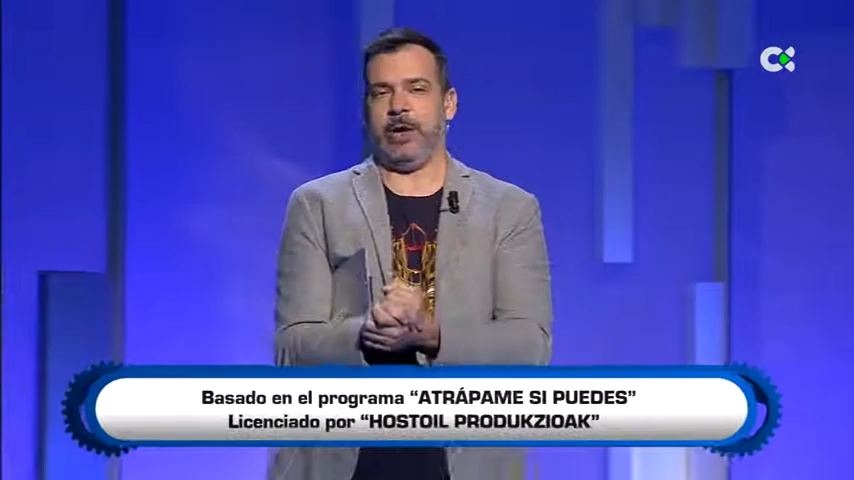 Basado en el programa “ATRÁPAME SI PUEDES”
Licenciado por “HOSTOIL PRODUKZIOAK”